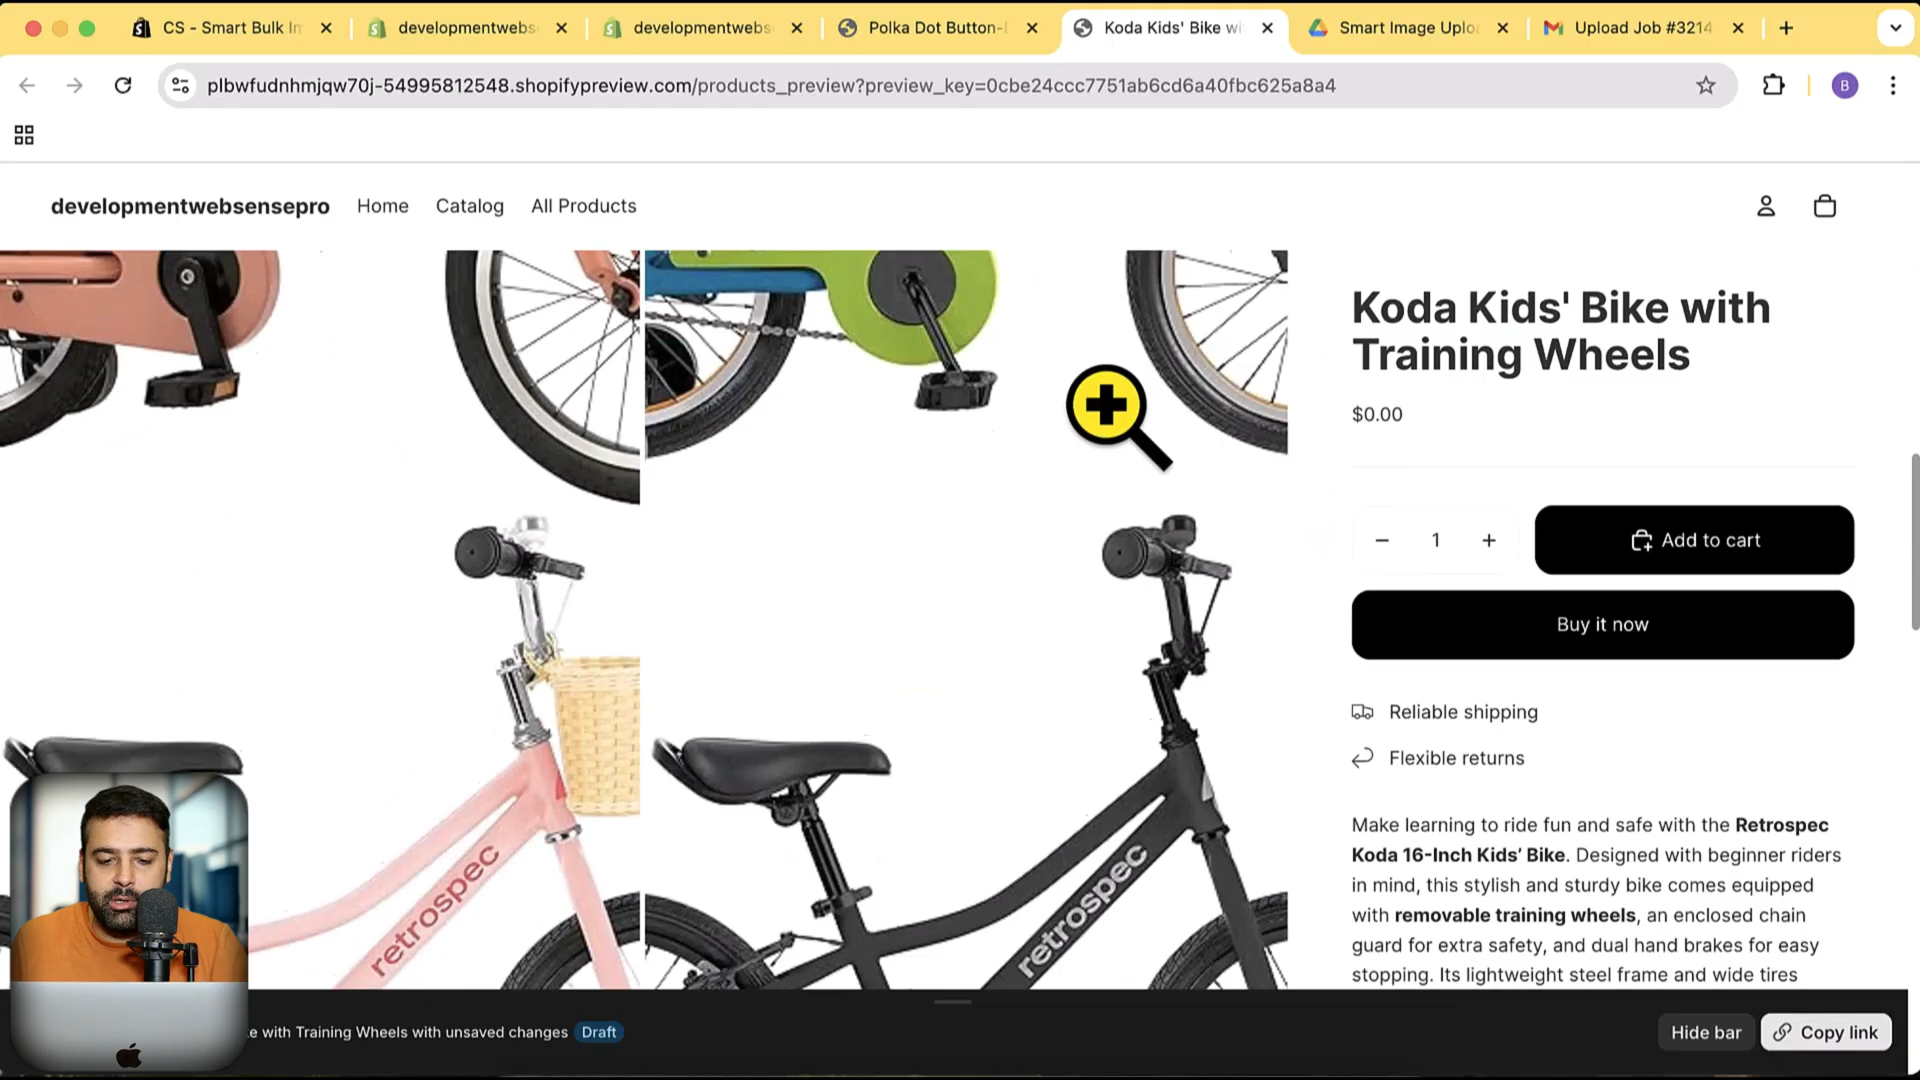 CS - Smart Bulk In
developmentwebs
developmentwebs
Polka Dot Button-
Koda Kids' Bike wi
Smart Image Uplo
Upload Job #3214
plbwfudnhmjqw70j-54995812548.shopifypreview.com/products_preview?preview_key=0cbe24ccc7751ab6cd6a40fbc625a8a4
B
developmentwebsensepro
Home
Catalog
All Products
Koda Kids' Bike with
Training Wheels
$0.00
1
Add to cart
Buy it now
Reliable shipping
Flexible returns
Make learning to ride fun and safe with the Retrospec
Koda 16-Inch Kids' Bike. Designed with beginner riders
in mind, this stylish and sturdy bike comes equipped
with removable training wheels, an enclosed chain
guard for extra safety, and dual hand brakes for easy
stopping. Its lightweight steel frame and wide tires
retrospec
retrospec
e with Training Wheels with unsaved changes
Draft
Hide bar
Copy link